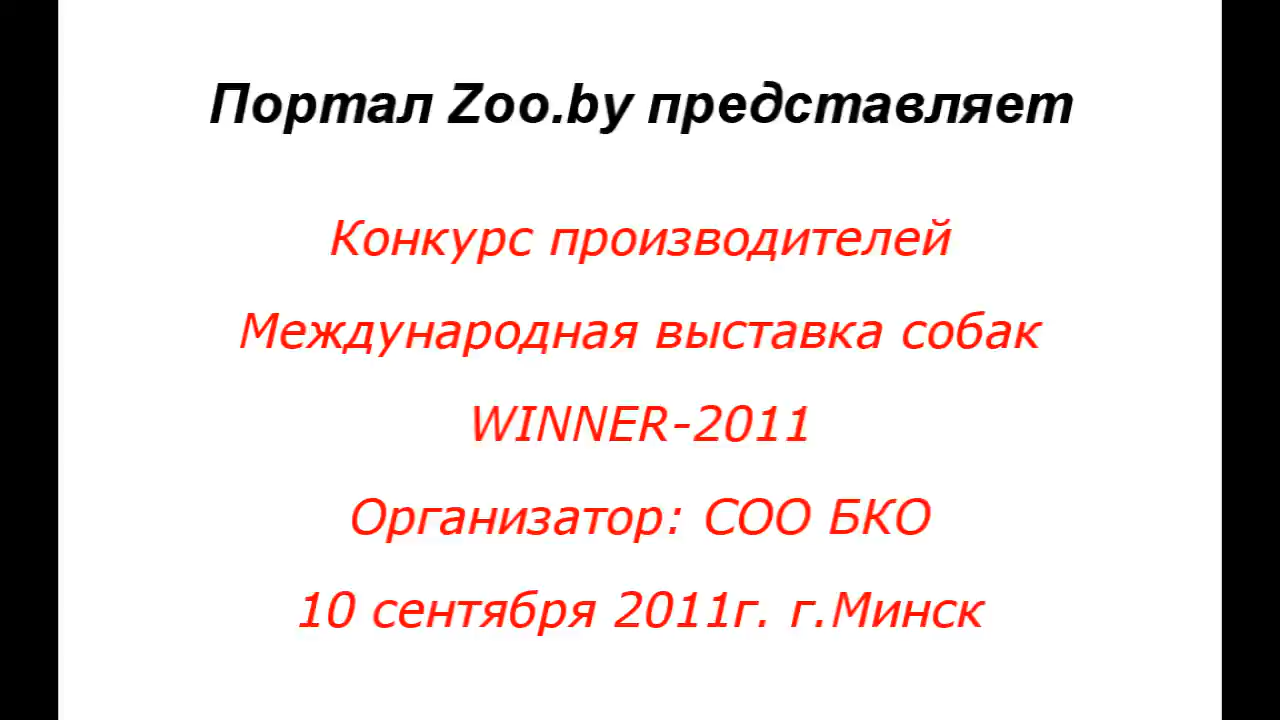 Портал Zoo.by представляет
Конкурс производителей
Международная выставка собак
WINNER-2011
Организатор: СОО БКО
10 сентября 2011г. г.Минск